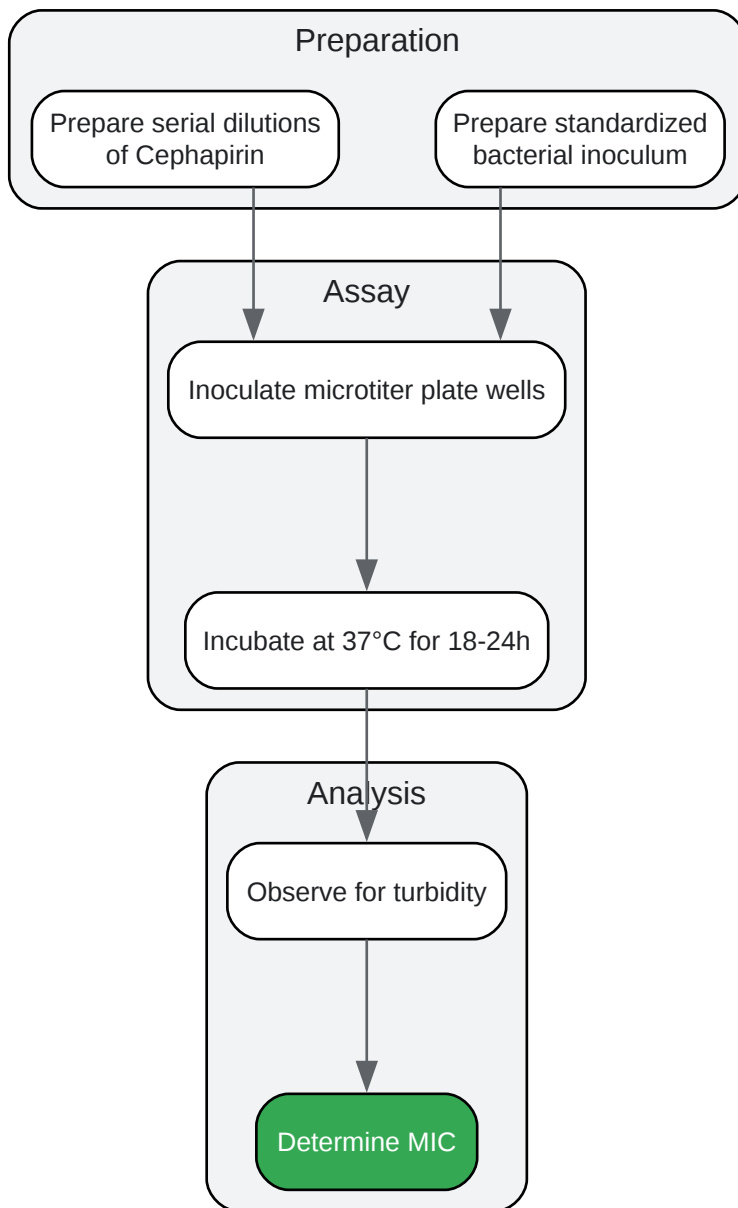 Preparation
Prepare serial dilutions
of Cephapirin
Prepare standardized
bacterial inoculum
Assay
Inoculate microtiter plate wells
Incubate at 37°C for 18-24h
Analysis
Observe for turbidity
Determine MIC